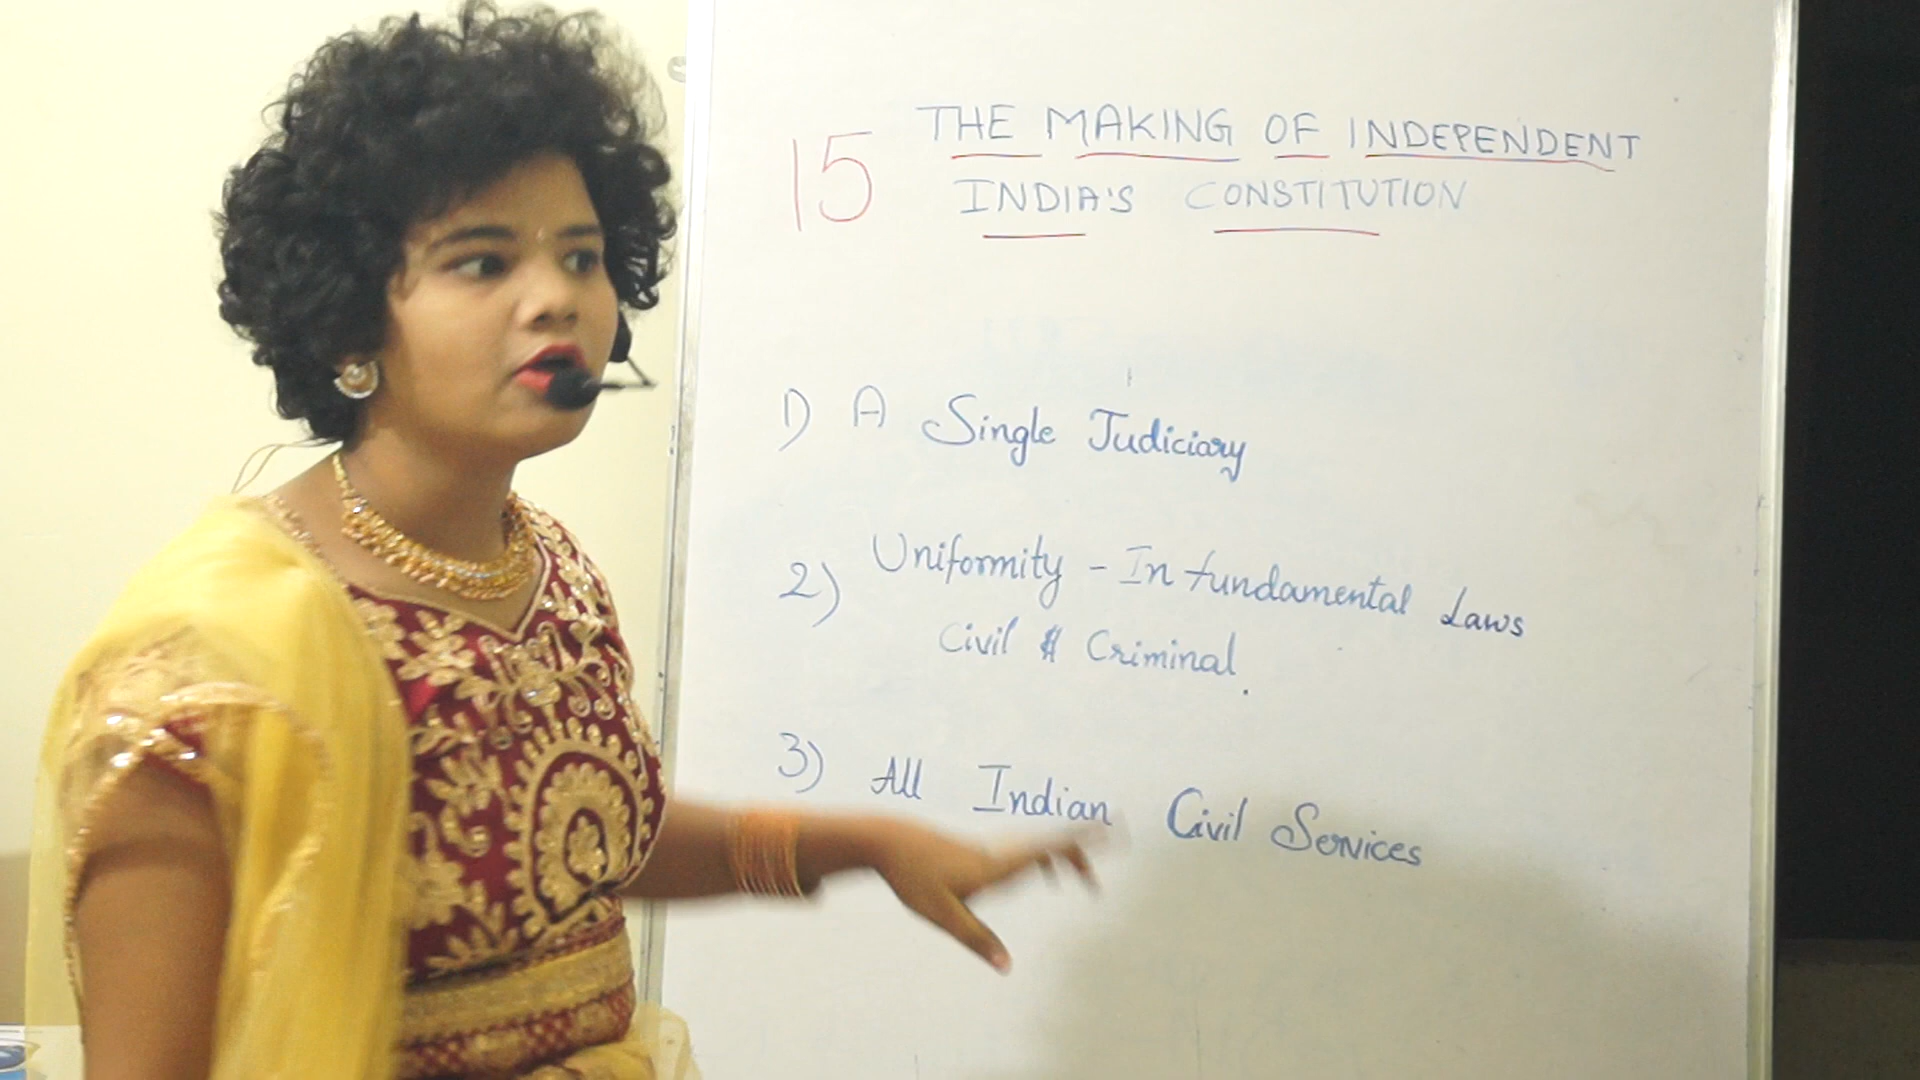 15 THE MAKING OF INDEPENDENT
INDIA'S CONSTITUTION
1) A Single Judiciary
2) Uniformity - In fundamental Laws
Civil & Criminal.
3) All Indian Civil Services